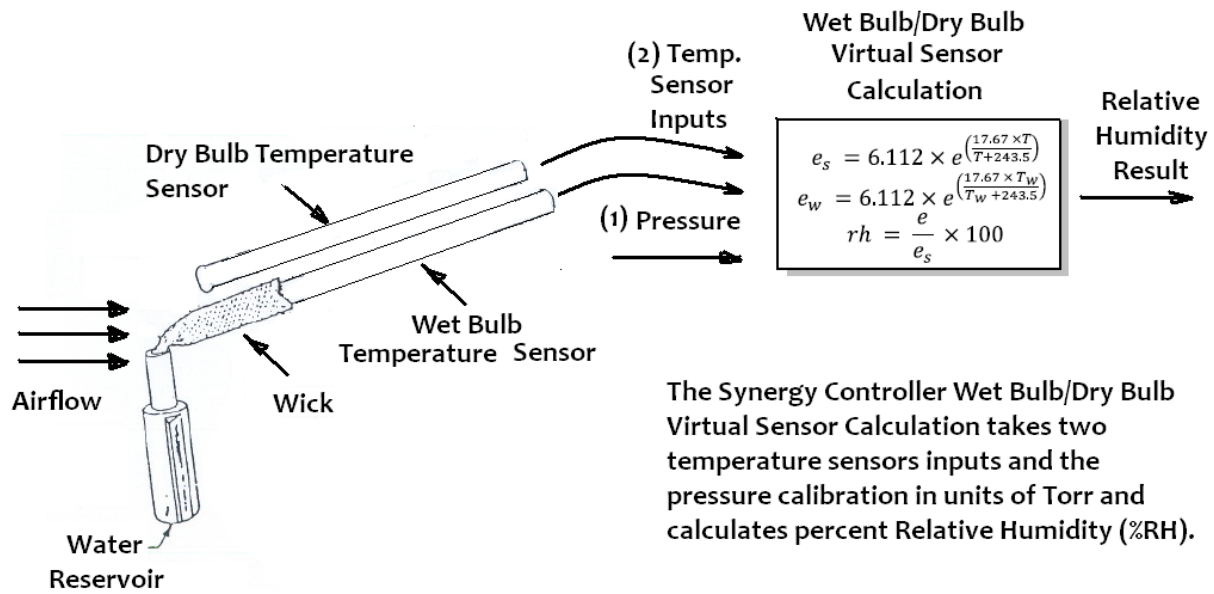 Wet Bulb/Dry Bulb
Virtual Sensor
Calculation
(2) Temp.
Sensor
Inputs
Relative
Humidity
Result
Dry Bulb Temperature
Sensor
e_s = 6.112 × e^((17.67 ×T)/(T+243.5))
e_w = 6.112 × e^((17.67 × T_W)/(T_W +243.5))
rh = e/e_s × 100
(1) Pressure
Wet Bulb
Temperature Sensor
Airflow
Wick
Water
Reservoir
The Synergy Controller Wet Bulb/Dry Bulb
Virtual Sensor Calculation takes two
temperature sensors inputs and the
pressure calibration in units of Torr and
calculates percent Relative Humidity (%RH).